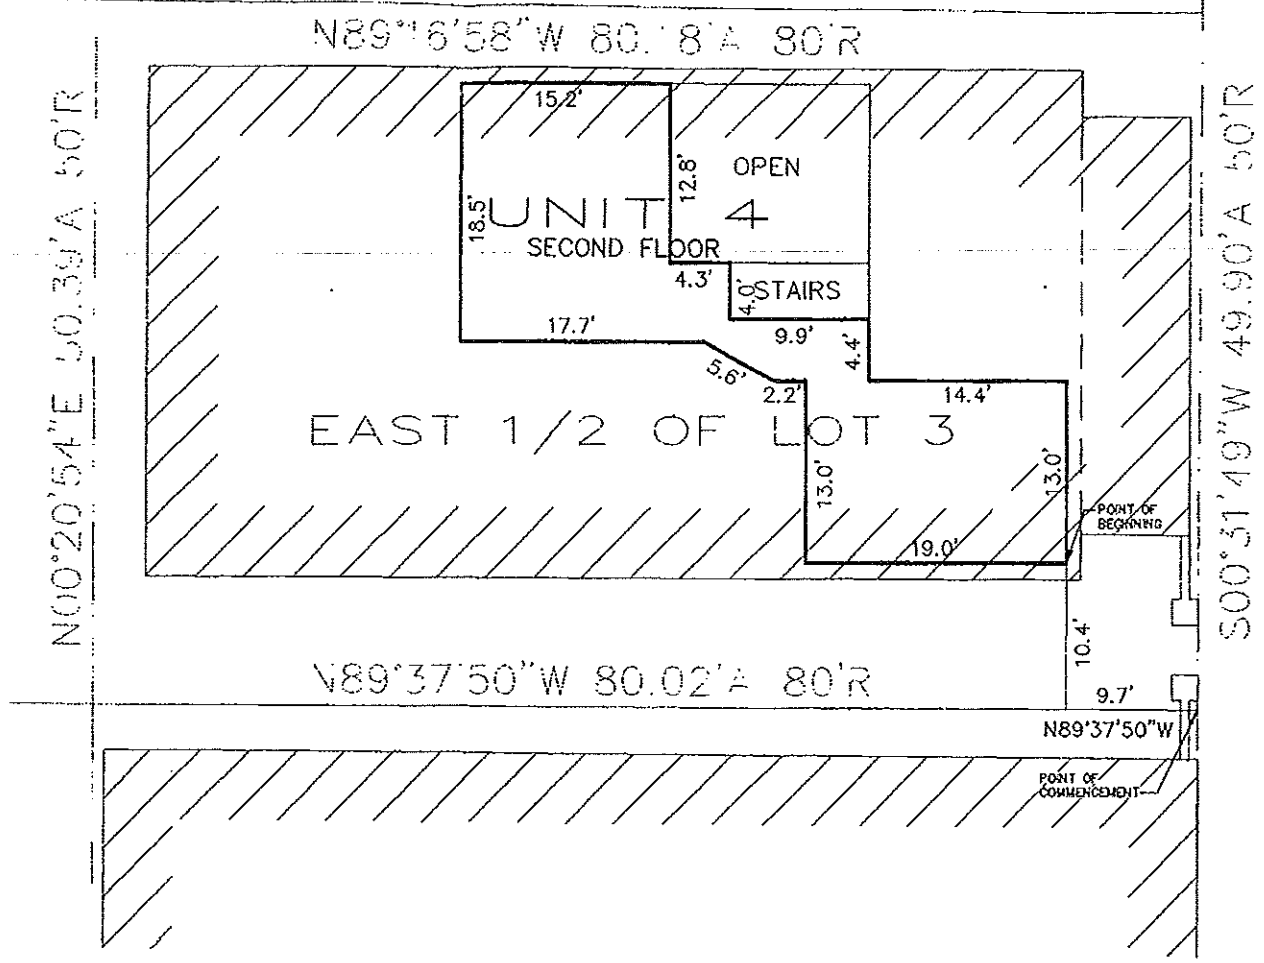 N89°16'58"W 80.18'A 80'R
N00°20'54"E 50.39'A 50'R
S00°31'49"W 49.90'A 50'R
15.2'
12.8'
OPEN
18.5'
UNIT 4
SECOND FLOOR
4.3'
4.0'
STAIRS
17.7'
9.9'
4.4'
5.6'
2.2'
14.4'
EAST 1/2 OF LOT 3
13.0'
13.0'
POINT OF
BEGINNING
19.0'
10.4'
N89°37'50"W 80.02'A 80'R
9.7'
N89°37'50"W
POINT OF
COMMENCEMENT